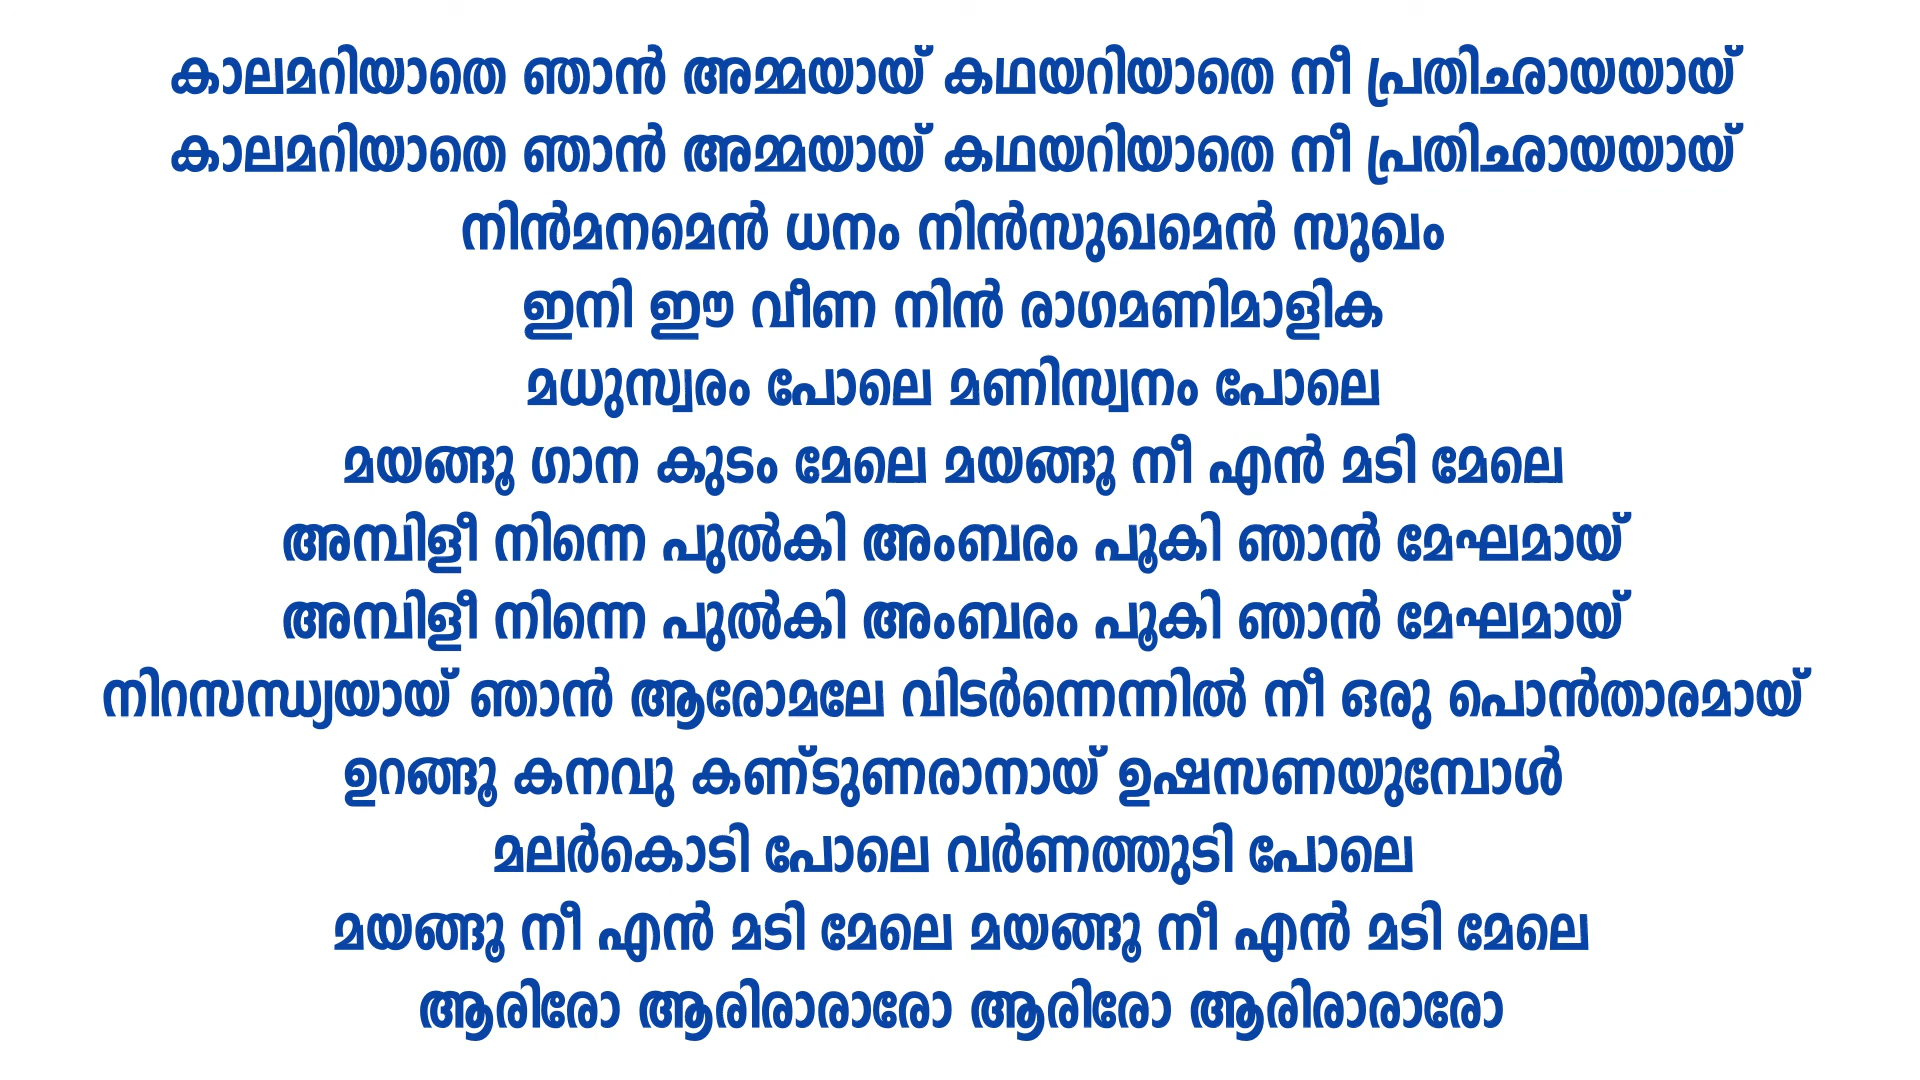 കാലമറിയാതെ ഞാൻ അമ്മയായ് കഥയറിയാതെ നീ പ്രതിഛായയായ്
കാലമറിയാതെ ഞാൻ അമ്മയായ് കഥയറിയാതെ നീ പ്രതിഛായയായ്
നിൻമനമെൻ ധനം നിൻസുഖമെൻ സുഖം
ഇനി ഈ വീണ നിൻ രാഗമണിമാളിക
മധുസ്വരം പോലെ മണിസ്വനം പോലെ
മയങ്ങൂ ഗാന കുടം മേലെ മയങ്ങൂ നീ എൻ മടി മേലെ
അമ്പിളീ നിന്നെ പുൽകി അംബരം പൂകി ഞാൻ മേഘമായ്
അമ്പിളീ നിന്നെ പുൽകി അംബരം പൂകി ഞാൻ മേഘമായ്
നിറസന്ധ്യയായ് ഞാൻ ആരോമലേ വിടർന്നെന്നിൽ നീ ഒരു പൊൻതാരമായ്
ഉറങ്ങൂ കനവു കണ്ടുണരാനായ് ഉഷസണയുമ്പോൾ
മലർകൊടി പോലെ വർണത്തുടി പോലെ
മയങ്ങൂ നീ എൻ മടി മേലെ മയങ്ങൂ നീ എൻ മടി മേലെ
ആരിരോ ആരിരാരാരോ ആരിരോ ആരിരാരാരോ